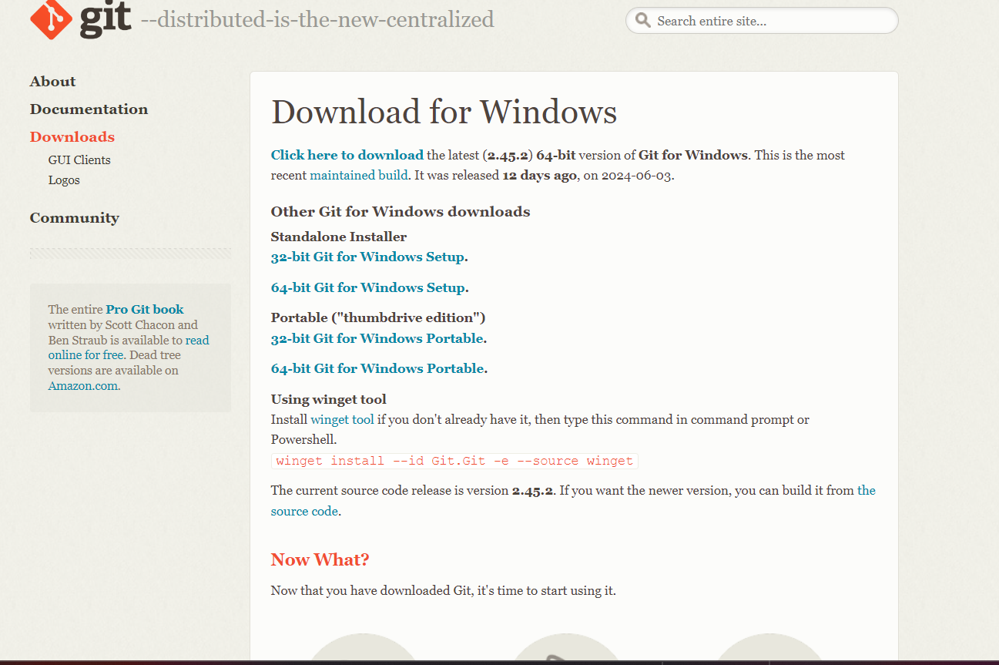 git --distributed-is-the-new-centralized
Search entire site...
About
Documentation
Downloads
GUI Clients
Logos
Community
The entire Pro Git book
written by Scott Chacon and
Ben Straub is available to read
online for free. Dead tree
versions are available on
Amazon.com.
Download for Windows
Click here to download the latest (2.45.2) 64-bit version of Git for Windows. This is the most
recent maintained build. It was released 12 days ago, on 2024-06-03.
Other Git for Windows downloads
Standalone Installer
32-bit Git for Windows Setup.
64-bit Git for Windows Setup.
Portable ("thumbdrive edition")
32-bit Git for Windows Portable.
64-bit Git for Windows Portable.
Using winget tool
Install winget tool if you don't already have it, then type this command in command prompt or
Powershell.
winget install --id Git.Git -e --source winget
The current source code release is version 2.45.2. If you want the newer version, you can build it from the
source code.
Now What?
Now that you have downloaded Git, it's time to start using it.